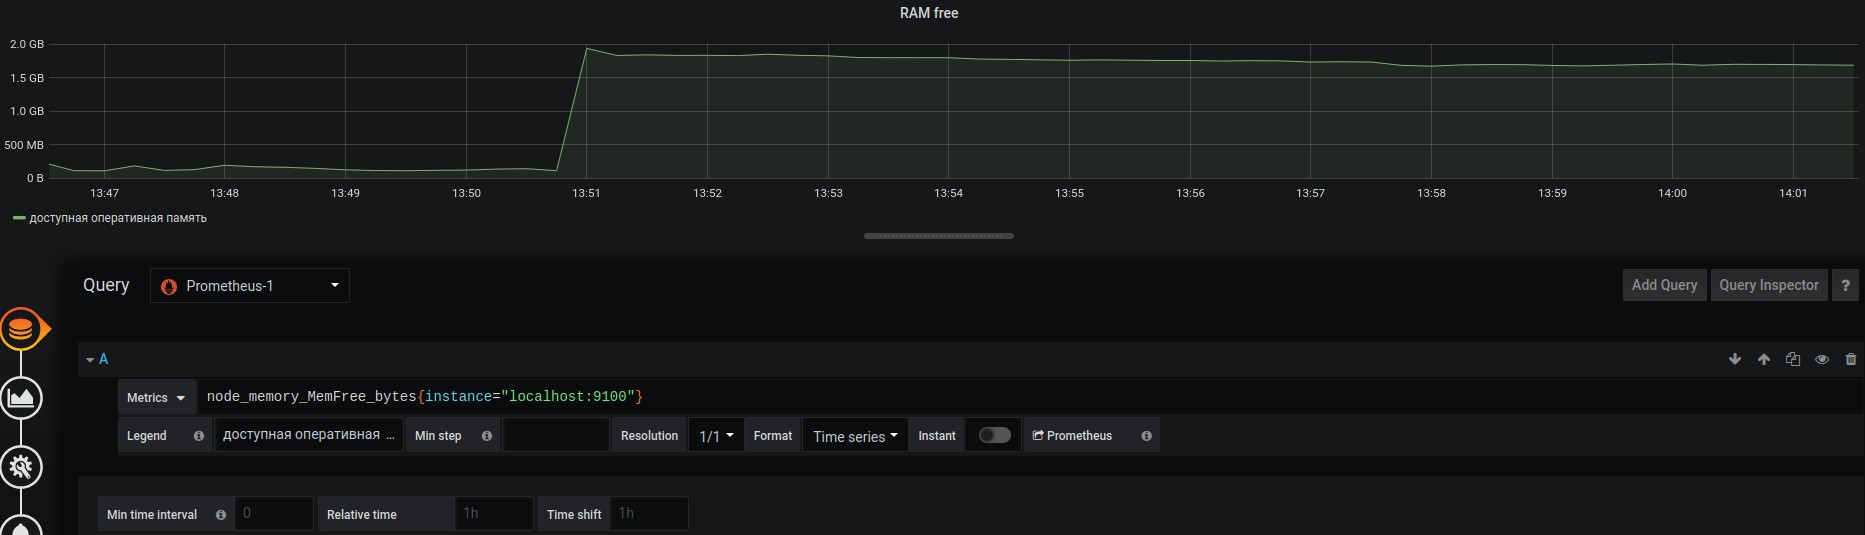 RAM free
2.0 GB
1.5 GB
1.0 GB
500 MB
0 B
13:47 13:48 13:49 13:50 13:51 13:52 13:53 13:54 13:55 13:56 13:57 13:58 13:59 14:00 14:01
доступная оперативная память
Query Prometheus-1 Add Query Query Inspector ?
A
Metrics node_memory_MemFree_bytes{instance="localhost:9100"}
Legend доступная оперативная ... Min step Resolution 1/1 Format Time series Instant Prometheus
Min time interval 0 Relative time 1h Time shift 1h